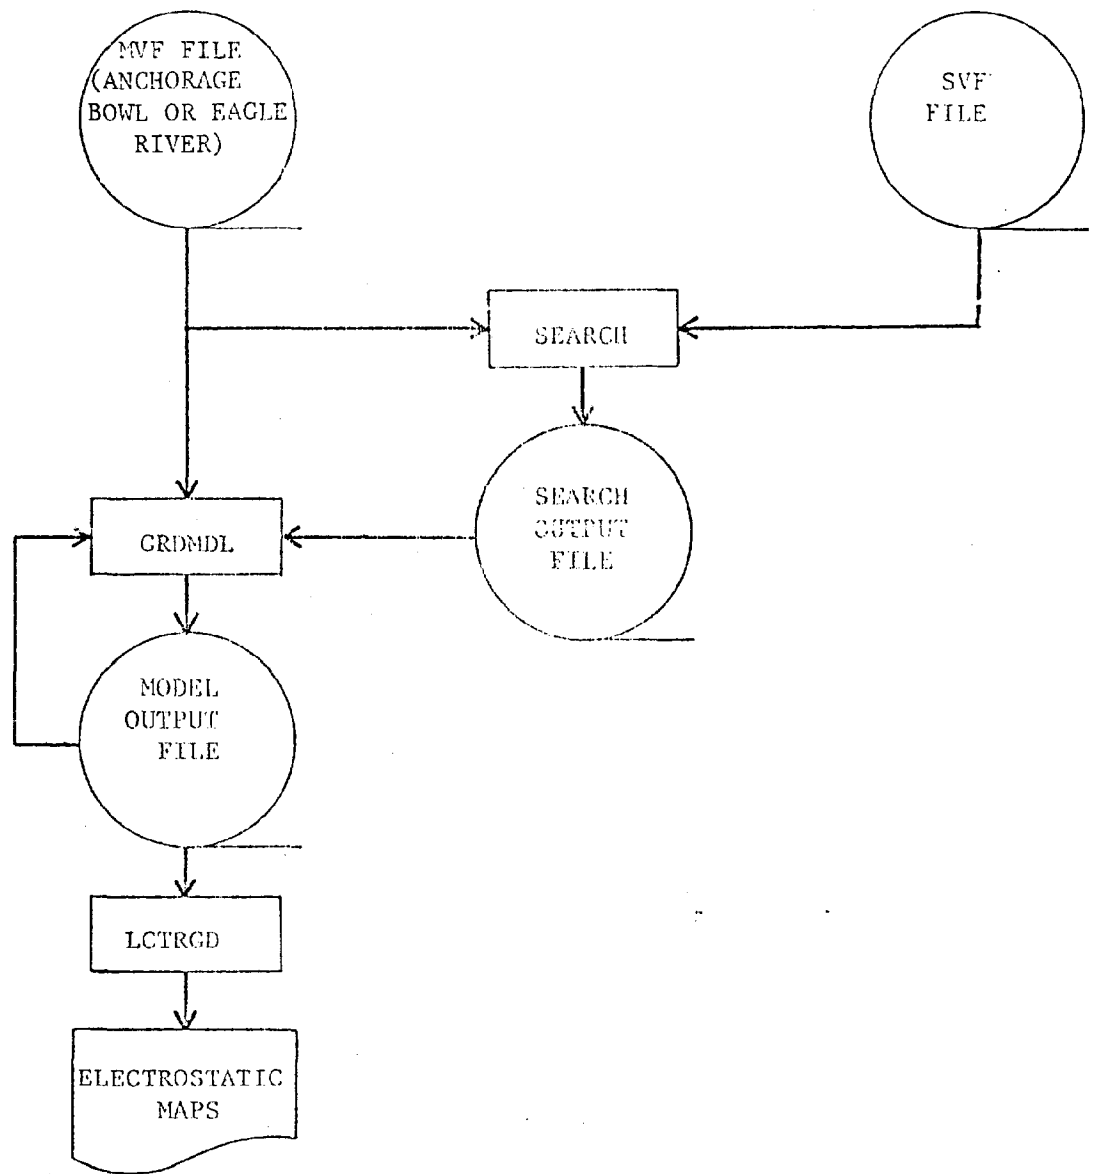 MVF FILE
(ANCHORAGE
BOWL OR EAGLE
RIVER)
SVF
FILE
SEARCH
SEARCH
OUTPUT
FILE
GRDMDL
MODEL
OUTPUT
FILE
LCTRGD
ELECTROSTATIC
MAPS